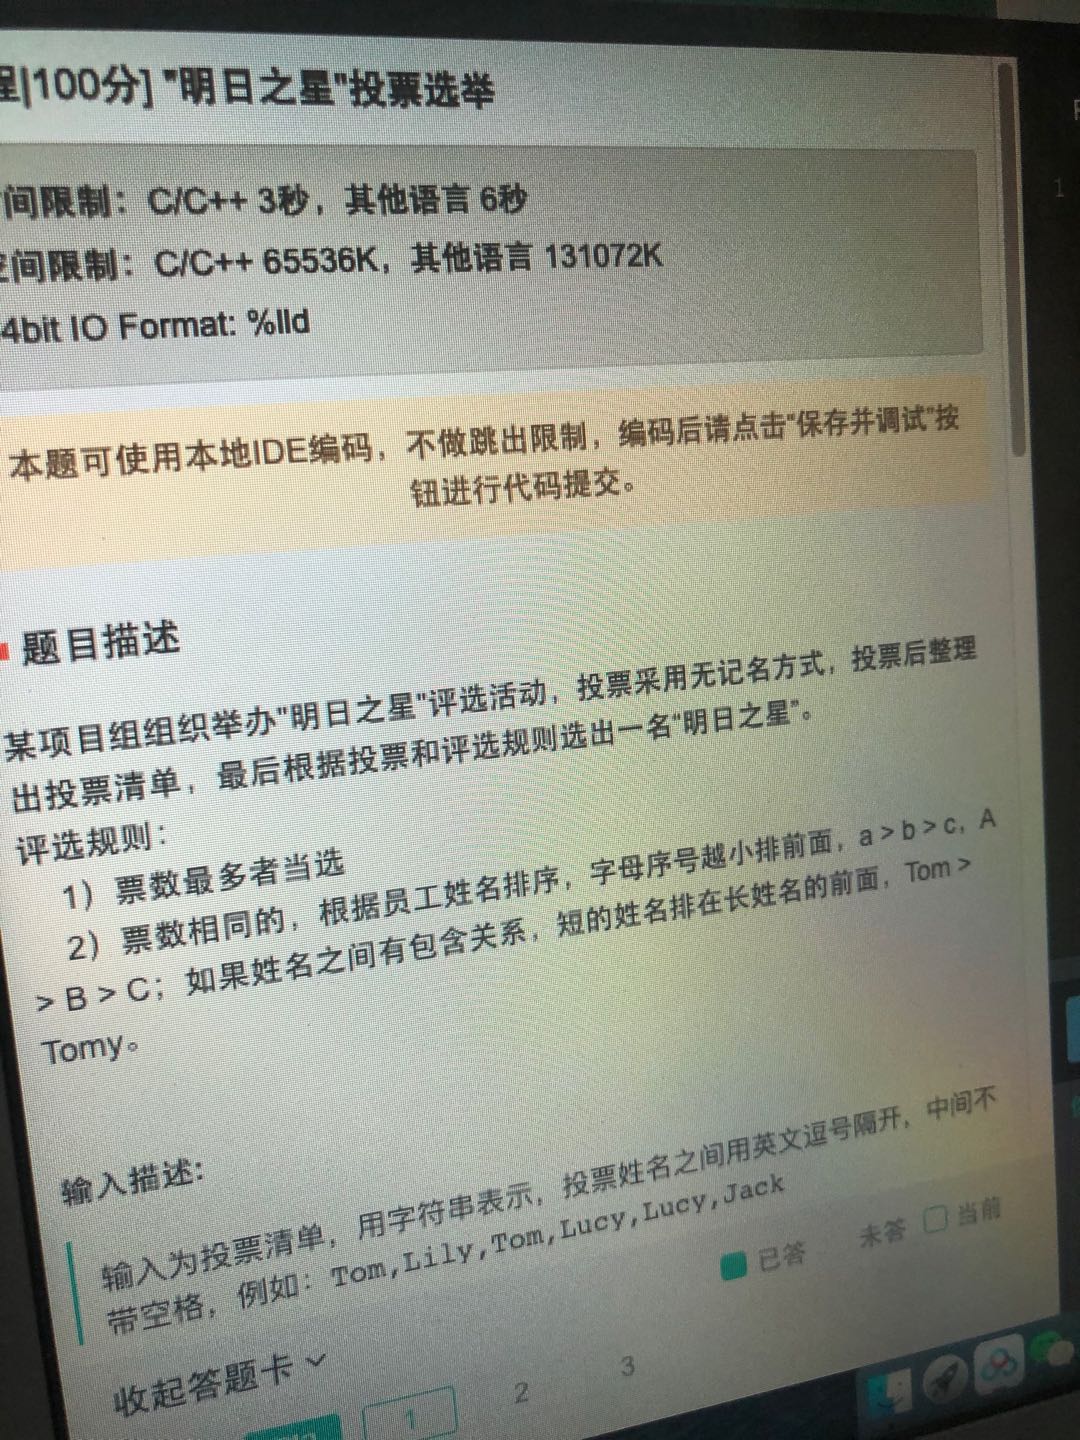 程|100分] "明日之星"投票选举
间限制：C/C++ 3秒，其他语言 6秒
空间限制：C/C++ 65536K，其他语言 131072K
4bit IO Format: %lld
本题可使用本地IDE编码，不做跳出限制，编码后请点击“保存并调试”按
钮进行代码提交。
题目描述
某项目组组织举办"明日之星"评选活动，投票采用无记名方式，投票后整理
出投票清单，最后根据投票和评选规则选出一名“明日之星”。
评选规则：
1）票数最多者当选
2）票数相同的，根据员工姓名排序，字母序号越小排前面，a > b > c，A
> B > C；如果姓名之间有包含关系，短的姓名排在长姓名的前面，Tom >
Tomy。
输入描述:
输入为投票清单，用字符串表示，投票姓名之间用英文逗号隔开，中间不
带空格，例如：Tom,Lily,Tom,Lucy,Lucy,Jack
已答 未答 当前
收起答题卡
1 2 3
1